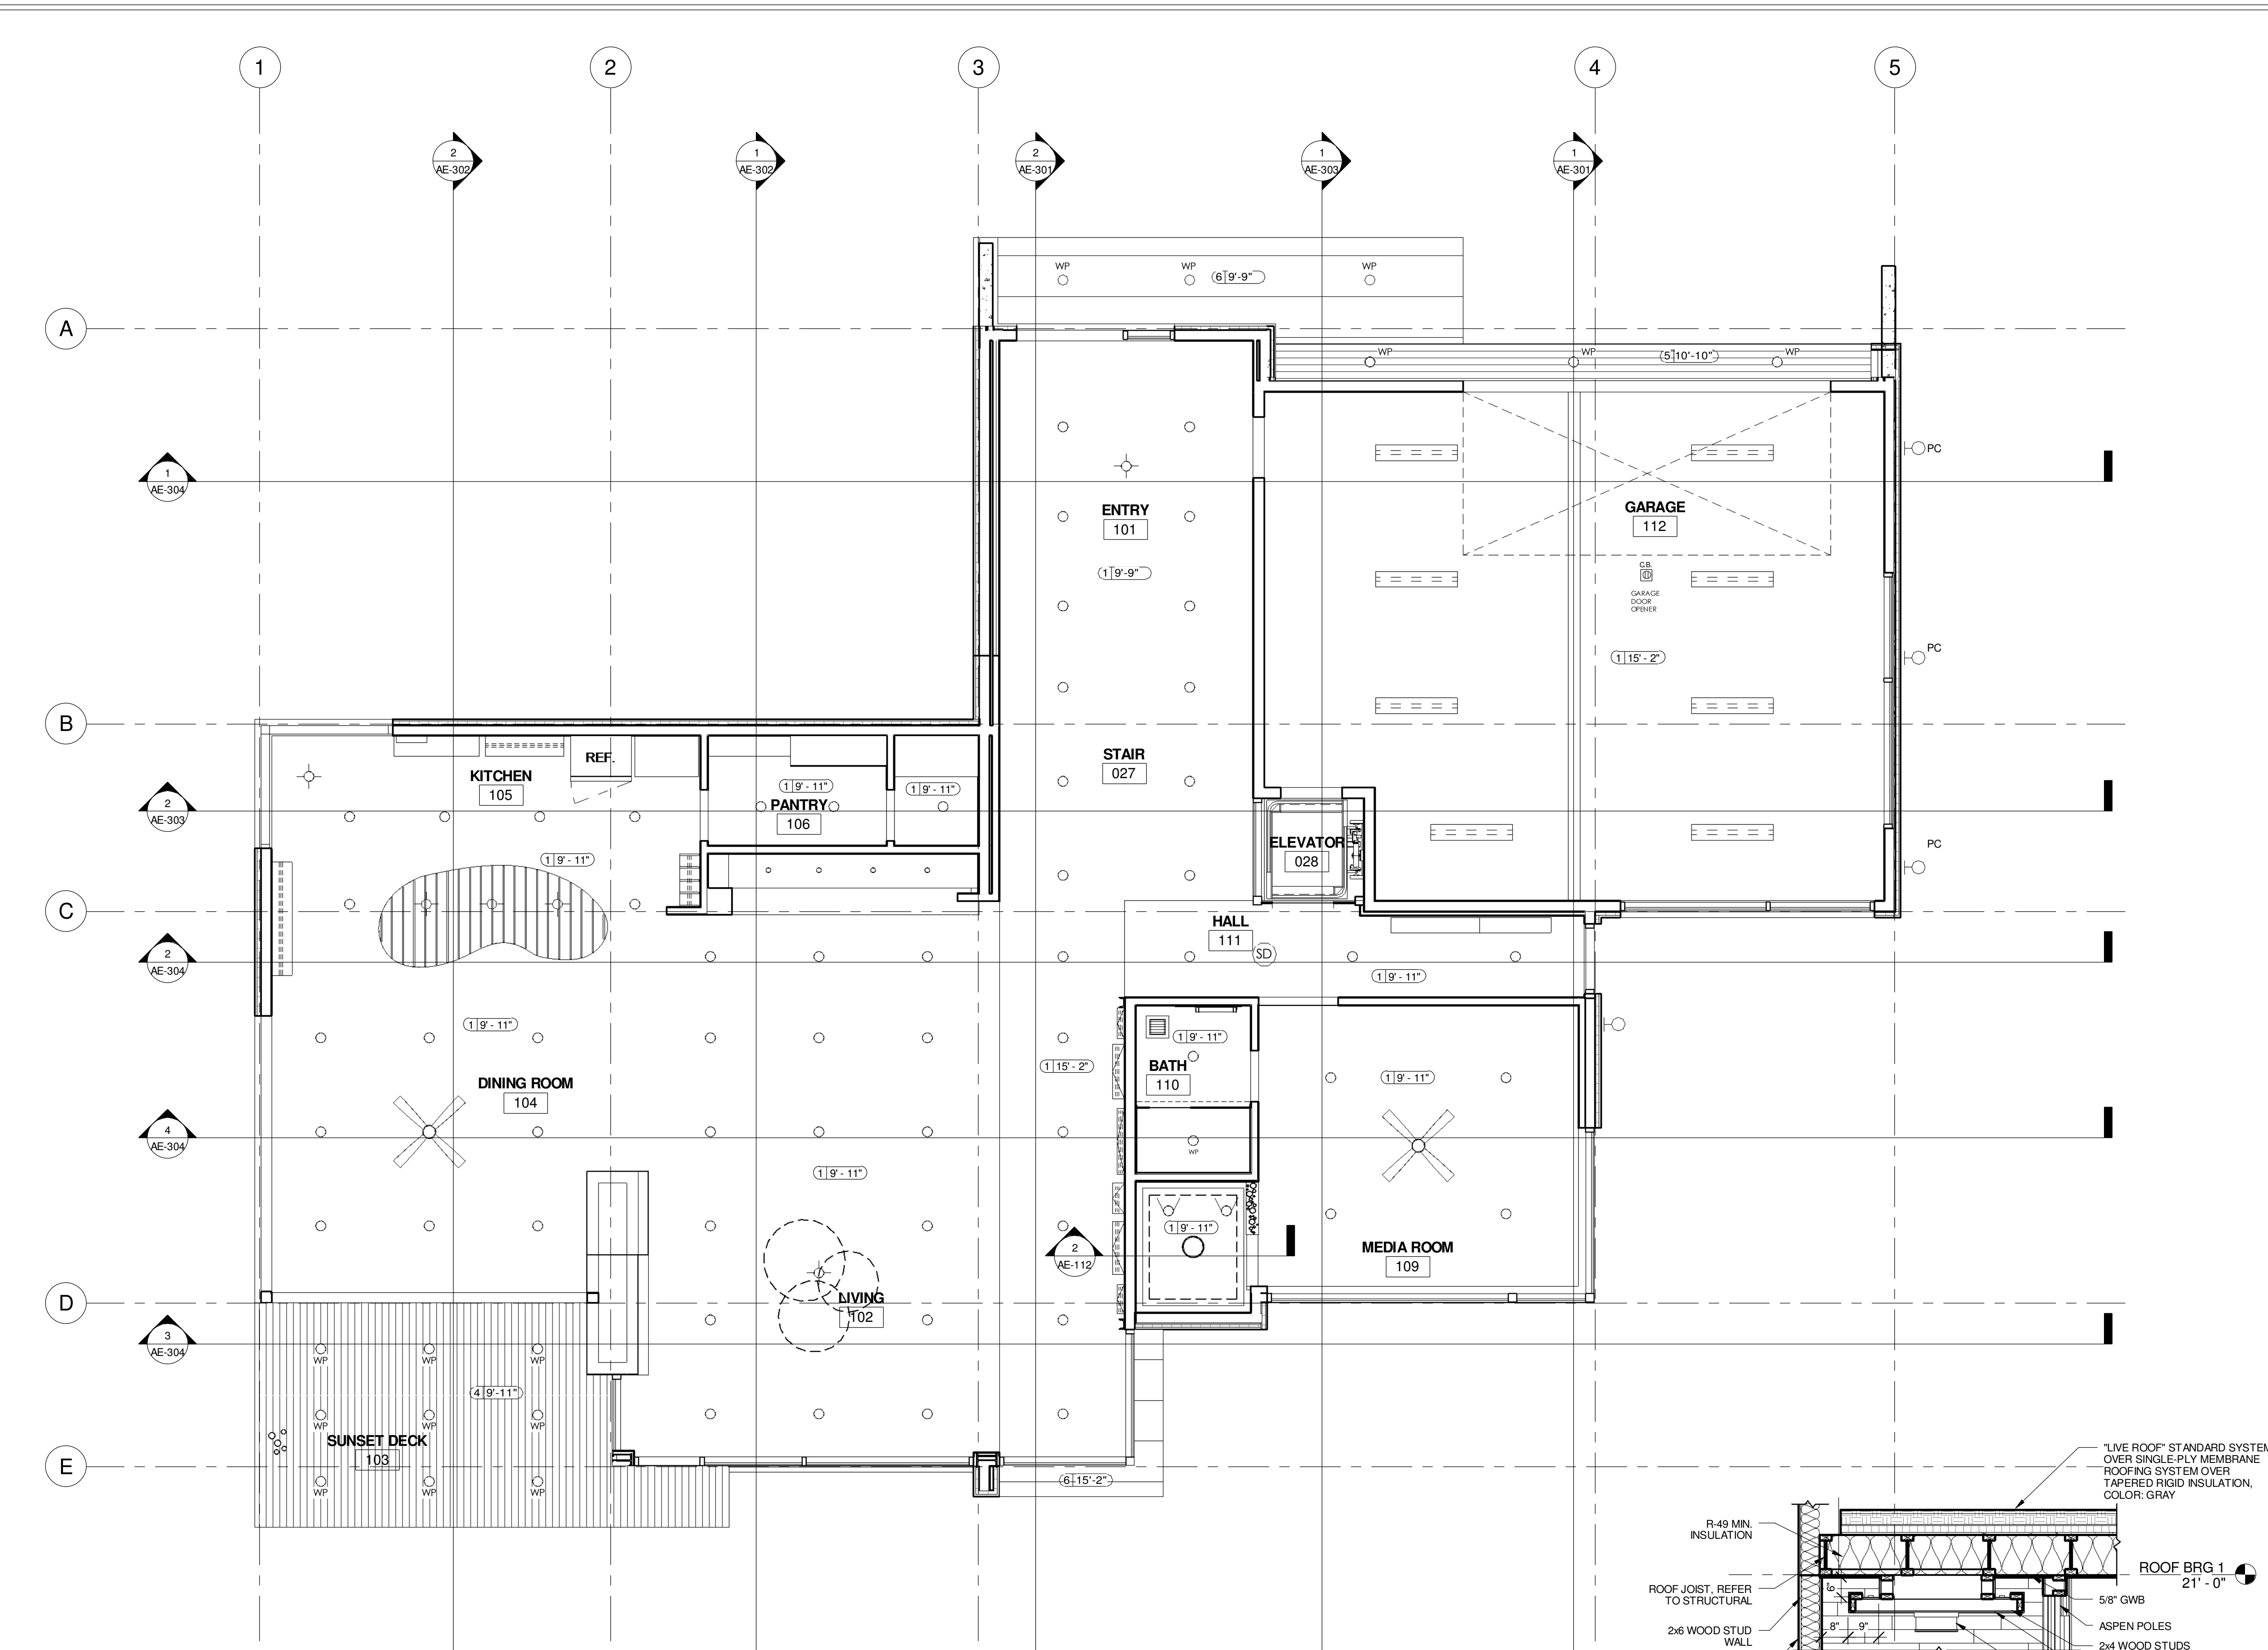 1
2
3
4
5
2
AE-302
1
AE-302
2
AE-301
1
AE-303
1
AE-301
WP
WP
WP
6 9'-9"
A
WP
WP
5 10'-10"
WP
PC
1
AE-304
ENTRY
101
GARAGE
112
1 9'-9"
C.B.
GARAGE
DOOR
OPENER
PC
1 15' - 2"
B
REF.
KITCHEN
105
STAIR
027
1 9' - 11"
1 9' - 11"
PANTRY
106
2
AE-303
ELEVATOR
028
PC
1 9' - 11"
C
HALL
111
SD
2
AE-304
1 9' - 11"
1 9' - 11"
1 9' - 11"
BATH
110
1 15' - 2"
1 9' - 11"
DINING ROOM
104
4
AE-304
WP
1 9' - 11"
1 9' - 11"
2
AE-112
MEDIA ROOM
109
D
LIVING
102
3
AE-304
WP
WP
WP
4 9'-11"
WP
WP
WP
SUNSET DECK
103
E
WP
WP
WP
6 15'-2"
"LIVE ROOF" STANDARD SYSTEM
OVER SINGLE-PLY MEMBRANE
ROOFING SYSTEM OVER
TAPERED RIGID INSULATION,
COLOR: GRAY
R-49 MIN.
INSULATION
ROOF BRG 1
21' - 0"
ROOF JOIST, REFER
TO STRUCTURAL
6"
5/8" GWB
8"
9"
ASPEN POLES
2x6 WOOD STUD
WALL
2x4 WOOD STUDS